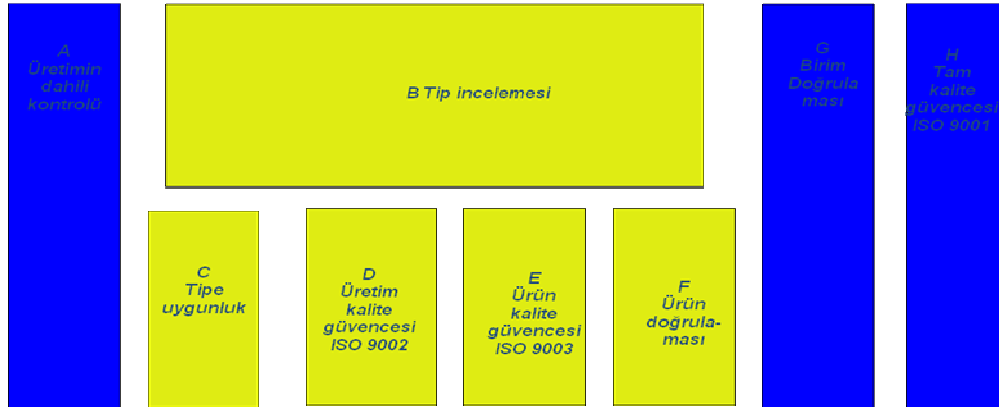 A
Üretimin
dahili
kontrolü
B Tip incelemesi
G
Birim
Doğrula
ması
H
Tam
kalite
güvencesi
ISO 9001
C
Tipe
uygunluk
D
Üretim
kalite
güvencesi
ISO 9002
E
Ürün
kalite
güvencesi
ISO 9003
F
Ürün
doğrula-
ması